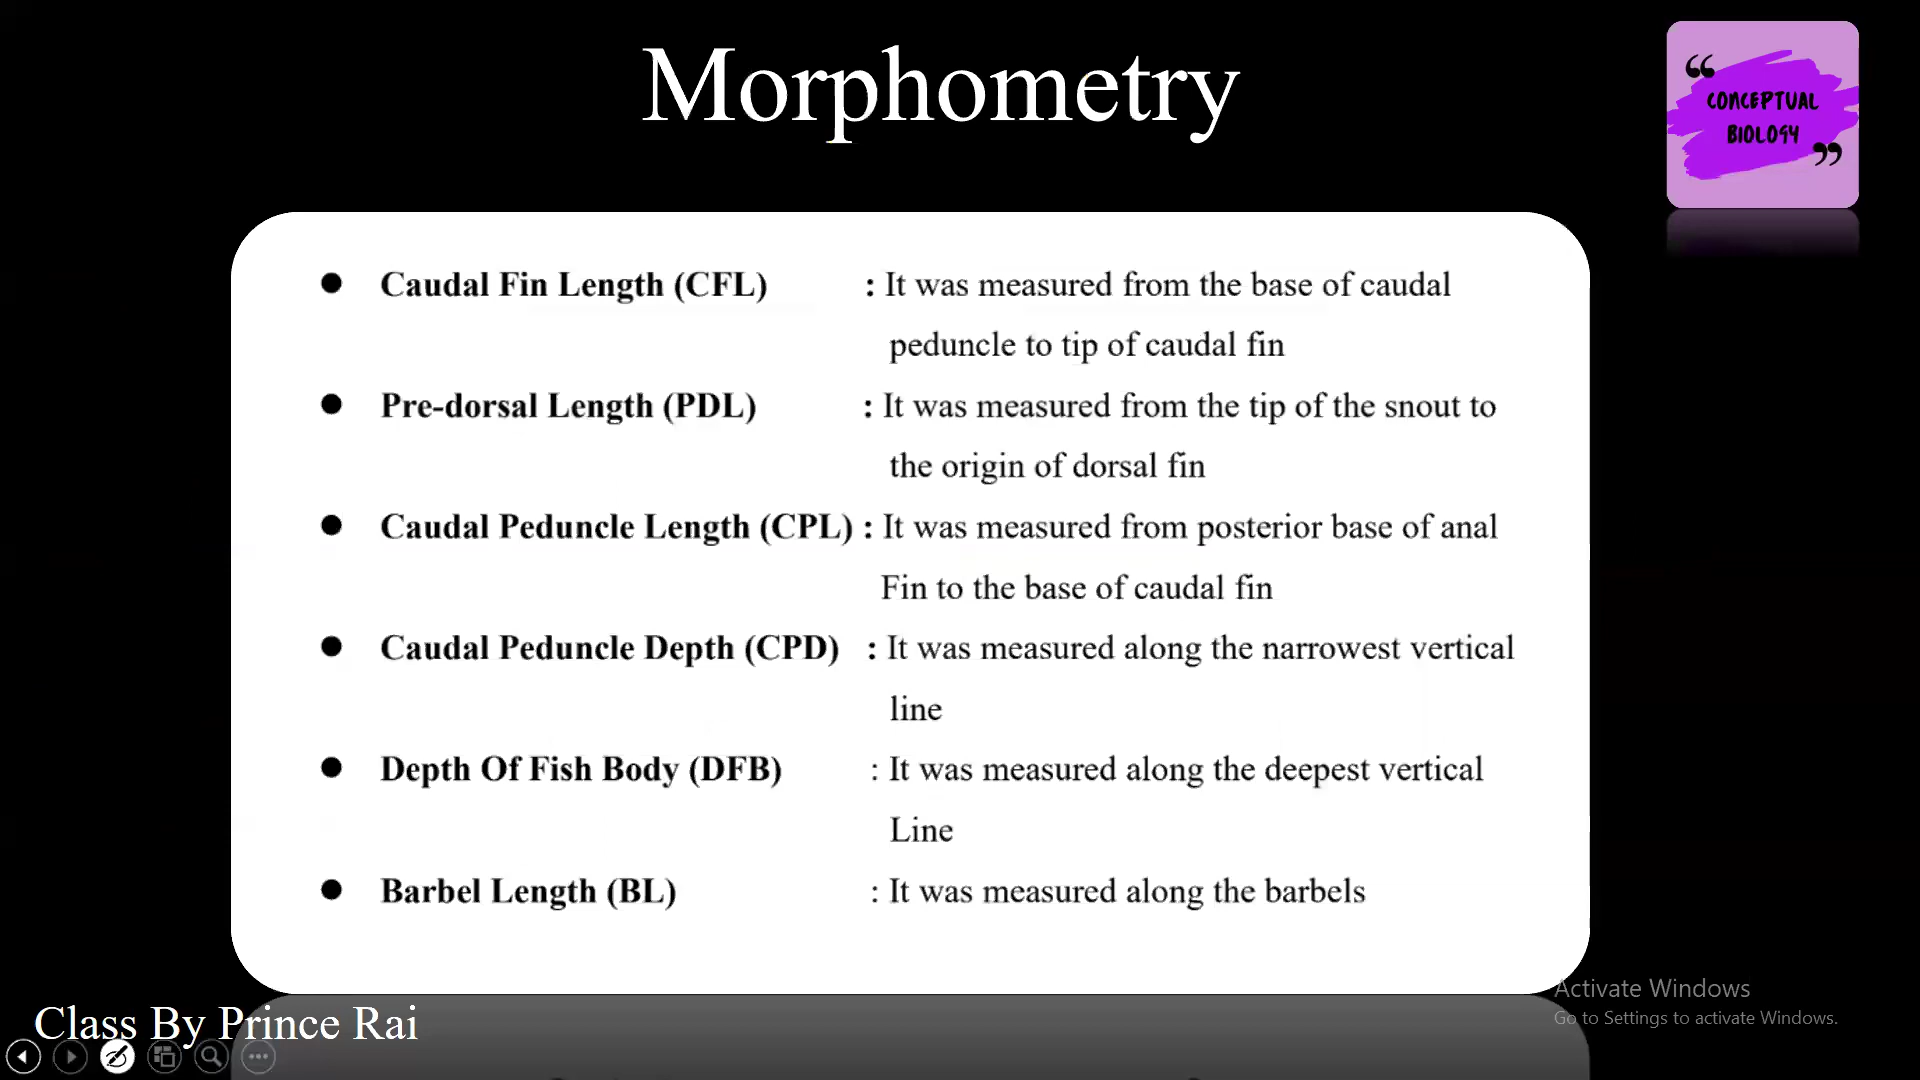 Morphometry
“
CONCEPTUAL
BIOLOGY
”
● Caudal Fin Length (CFL) : It was measured from the base of caudal
peduncle to tip of caudal fin
● Pre-dorsal Length (PDL) : It was measured from the tip of the snout to
the origin of dorsal fin
● Caudal Peduncle Length (CPL) : It was measured from posterior base of anal
Fin to the base of caudal fin
● Caudal Peduncle Depth (CPD) : It was measured along the narrowest vertical
line
● Depth Of Fish Body (DFB) : It was measured along the deepest vertical
Line
● Barbel Length (BL) : It was measured along the barbels
Activate Windows
Go to Settings to activate Windows.
Class By Prince Rai